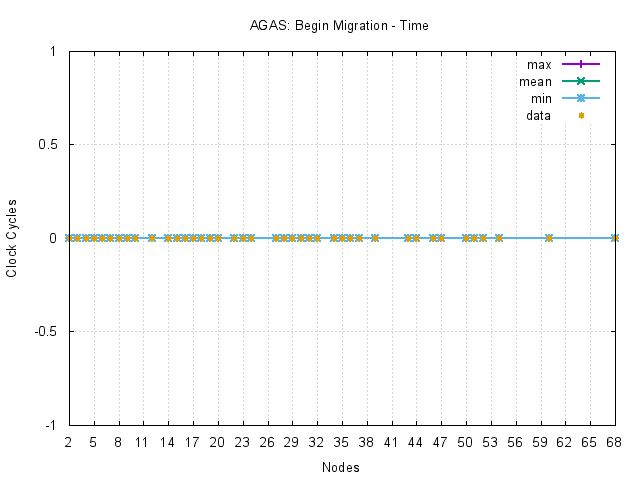 AGAS: Begin Migration - Time
max
mean
min
data
1
0.5
0
-0.5
-1
Clock Cycles
2 5 8 11 14 17 20 23 26 29 32 35 38 41 44 47 50 53 56 59 62 65 68
Nodes